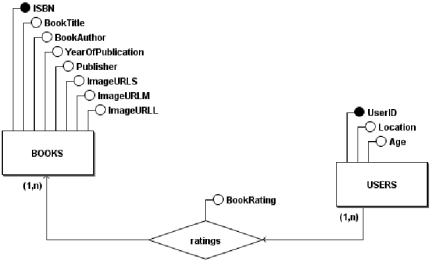 ISBN
BookTitle
BookAuthor
YearOfPublication
Publisher
ImageURLS
ImageURLM
ImageURLL
BOOKS
(1,n)
UserID
Location
Age
USERS
(1,n)
BookRating
ratings